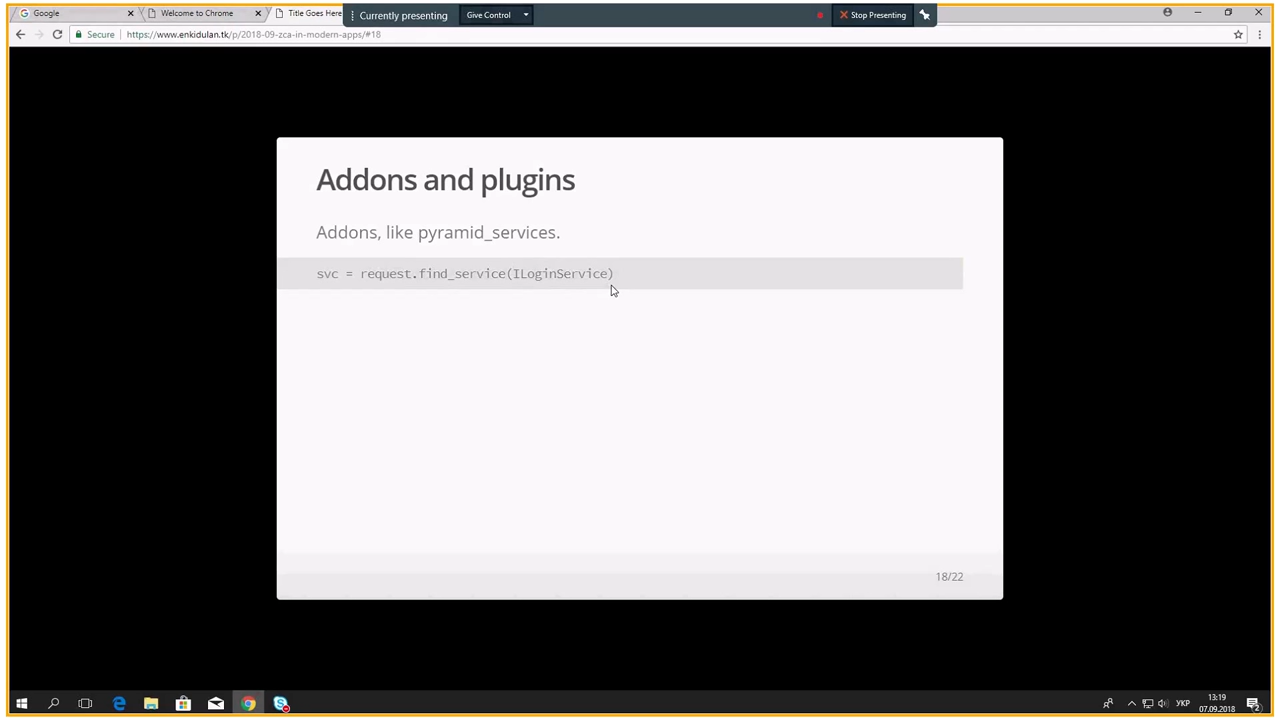 Google
Welcome to Chrome
Title Goes Here
Currently presenting
Give Control
Stop Presenting
Secure
https://www.enkidulan.tk/p/2018-09-zca-in-modern-apps/#18
Addons and plugins
Addons, like pyramid_services.
svc = request.find_service(ILoginService)
18/22
УКР
13:19
07.09.2018
2